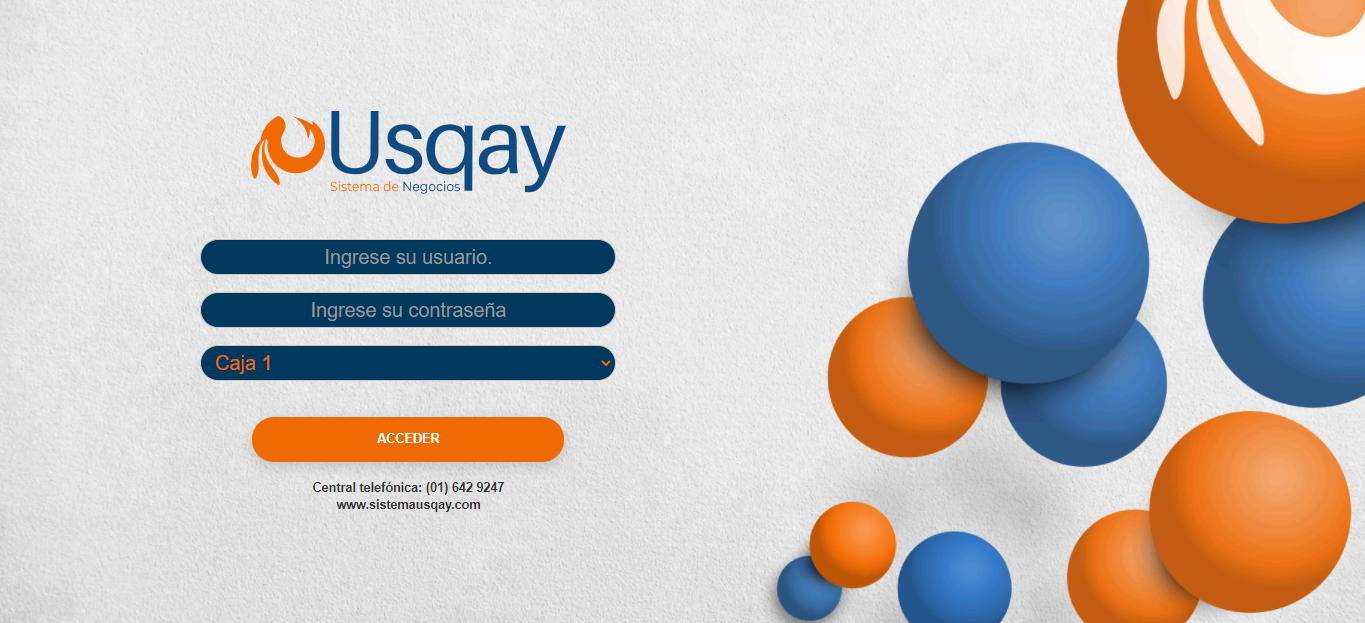 Usqay
Sistema de Negocios
Ingrese su usuario.
Ingrese su contraseña
Caja 1
ACCEDER
Central telefónica: (01) 642 9247
www.sistemausqay.com